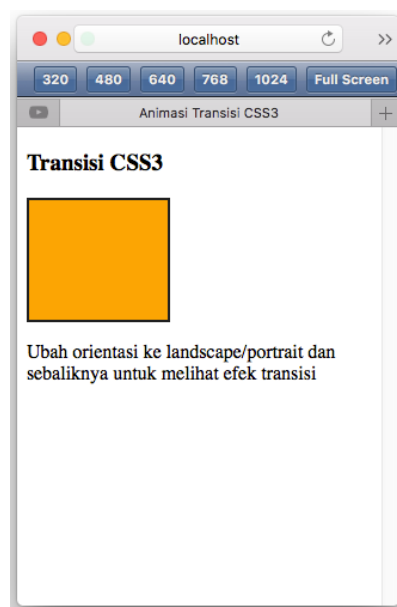 localhost
320 480 640 768 1024 Full Screen
Animasi Transisi CSS3
Transisi CSS3
Ubah orientasi ke landscape/portrait dan
sebaliknya untuk melihat efek transisi